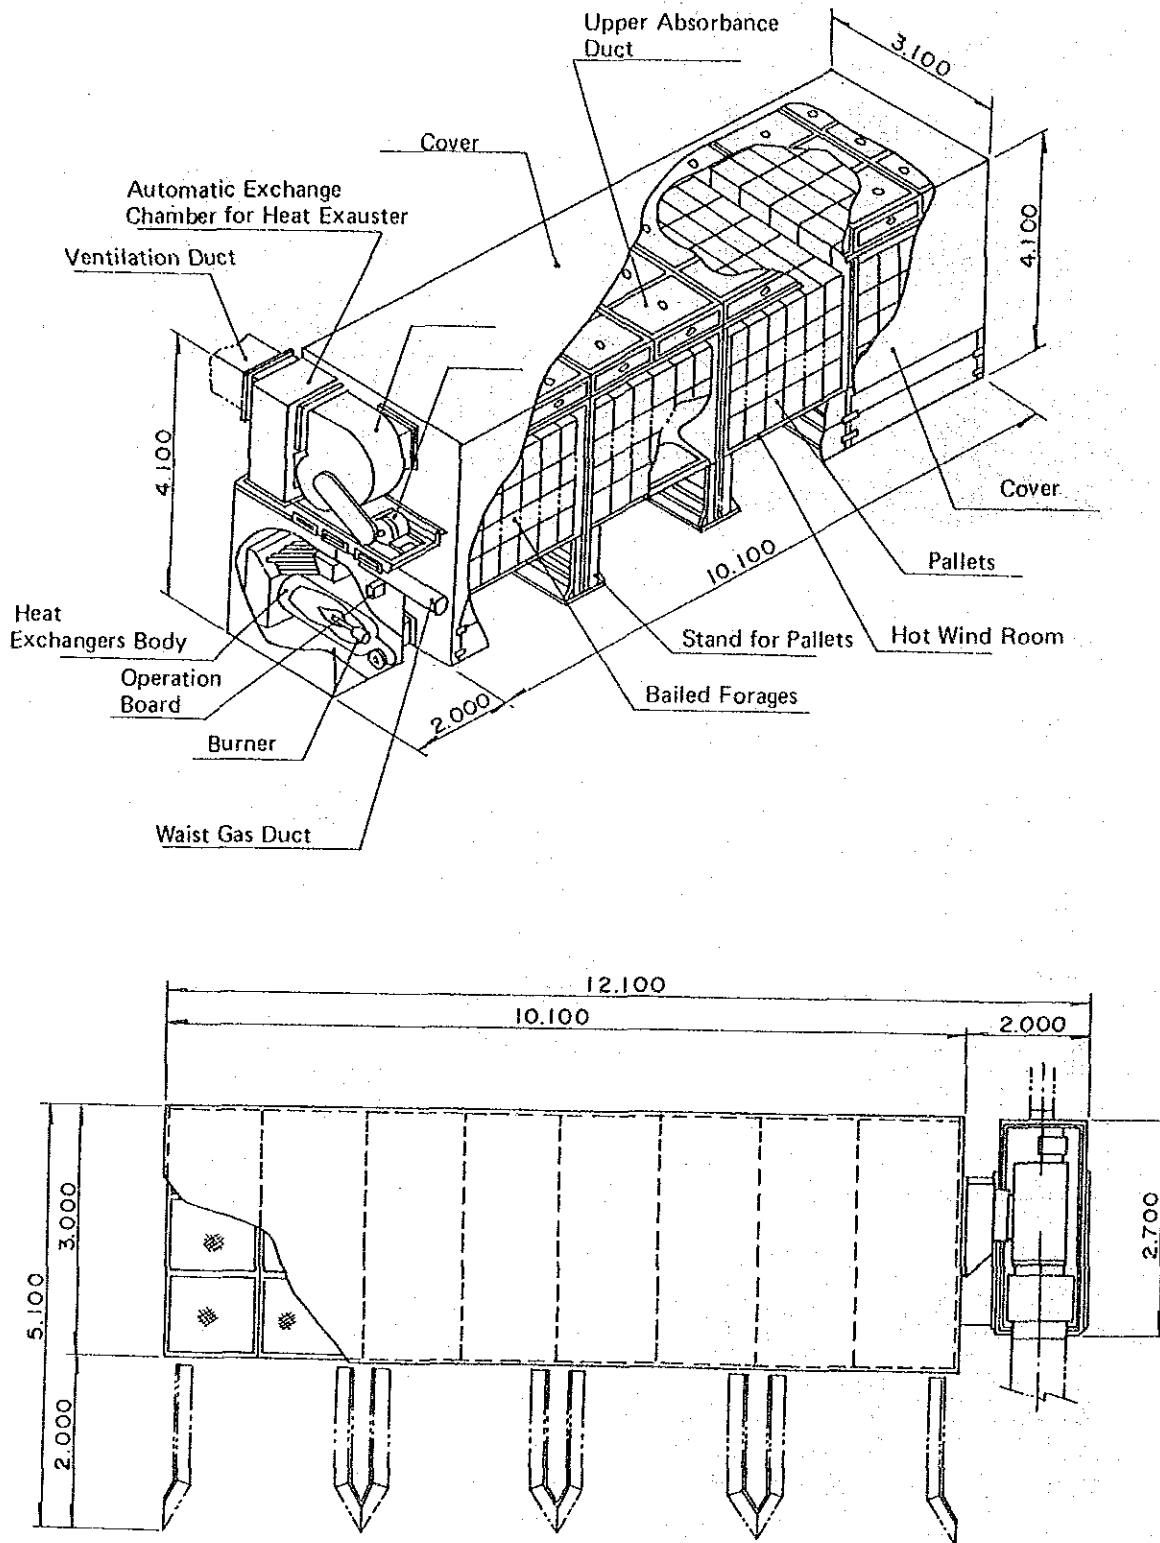 Upper Absorbance
Duct
3.100
Cover
Automatic Exchange
Chamber for Heat Exauster
Ventilation Duct
4.100
4.100
Cover
10.100
Pallets
Heat
Exchangers Body
Stand for Pallets
Hot Wind Room
Operation
Board
2.000
Bailed Forages
Burner
Waist Gas Duct
12.100
10.100
2.000
3.000
2.700
5.100
2.000